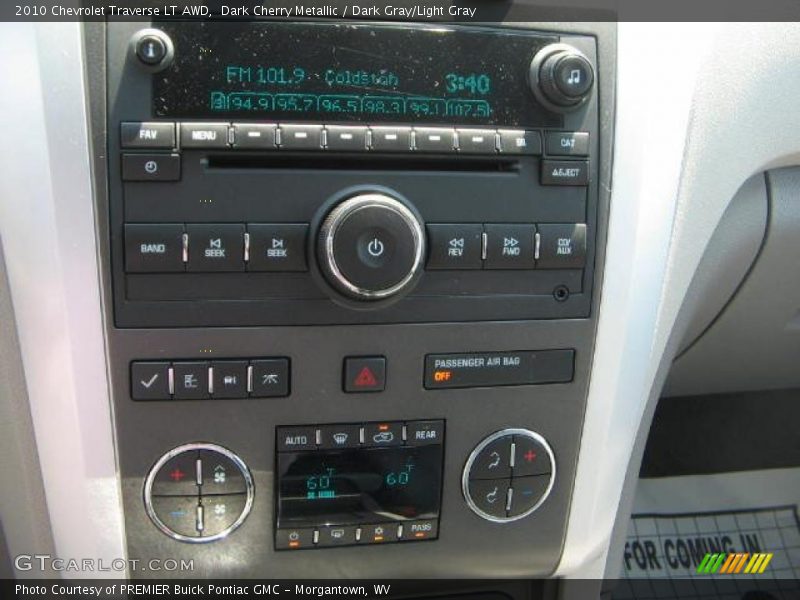 2010 Chevrolet Traverse LT AWD, Dark Cherry Metallic / Dark Gray/Light Gray
FM 101.9 Coldstan 3:40
94.9 95.7 96.5 98.3 99.1 107.5
FAV MENU CAT
EJECT
BAND SEEK SEEK REV FWD CD/AUX
PASSENGER AIR BAG
OFF
AUTO REAR
60 60
PASS
FOR COMING IN
GTCARLOT.COM
Photo Courtesy of PREMIER Buick Pontiac GMC - Morgantown, WV